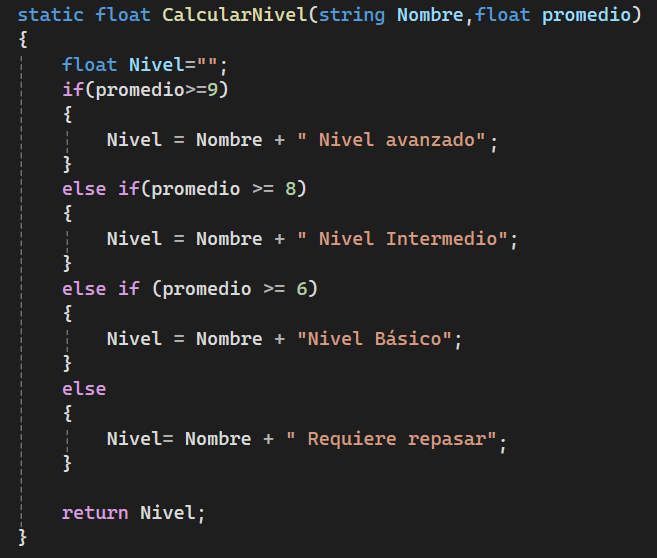 static float CalcularNivel(string Nombre,float promedio)
{
    float Nivel="";
    if(promedio>=9)
    {
        Nivel = Nombre + " Nivel avanzado";
    }
    else if(promedio >= 8)
    {
        Nivel = Nombre + " Nivel Intermedio";
    }
    else if (promedio >= 6)
    {
        Nivel = Nombre + "Nivel Básico";
    }
    else
    {
        Nivel= Nombre + " Requiere repasar";
    }

    return Nivel;
}